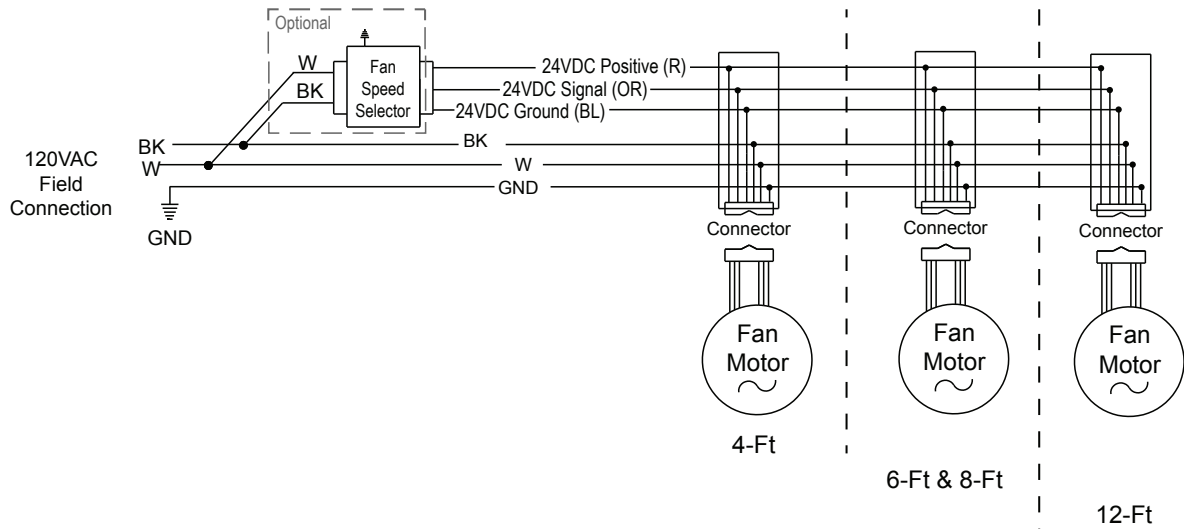 Optional
W
BK
Fan
Speed
Selector
24VDC Positive (R)
24VDC Signal (OR)
24VDC Ground (BL)
120VAC
Field
Connection
BK
W
GND
BK
W
GND
Connector
Connector
Connector
Fan
Motor
Fan
Motor
Fan
Motor
4-Ft
6-Ft & 8-Ft
12-Ft